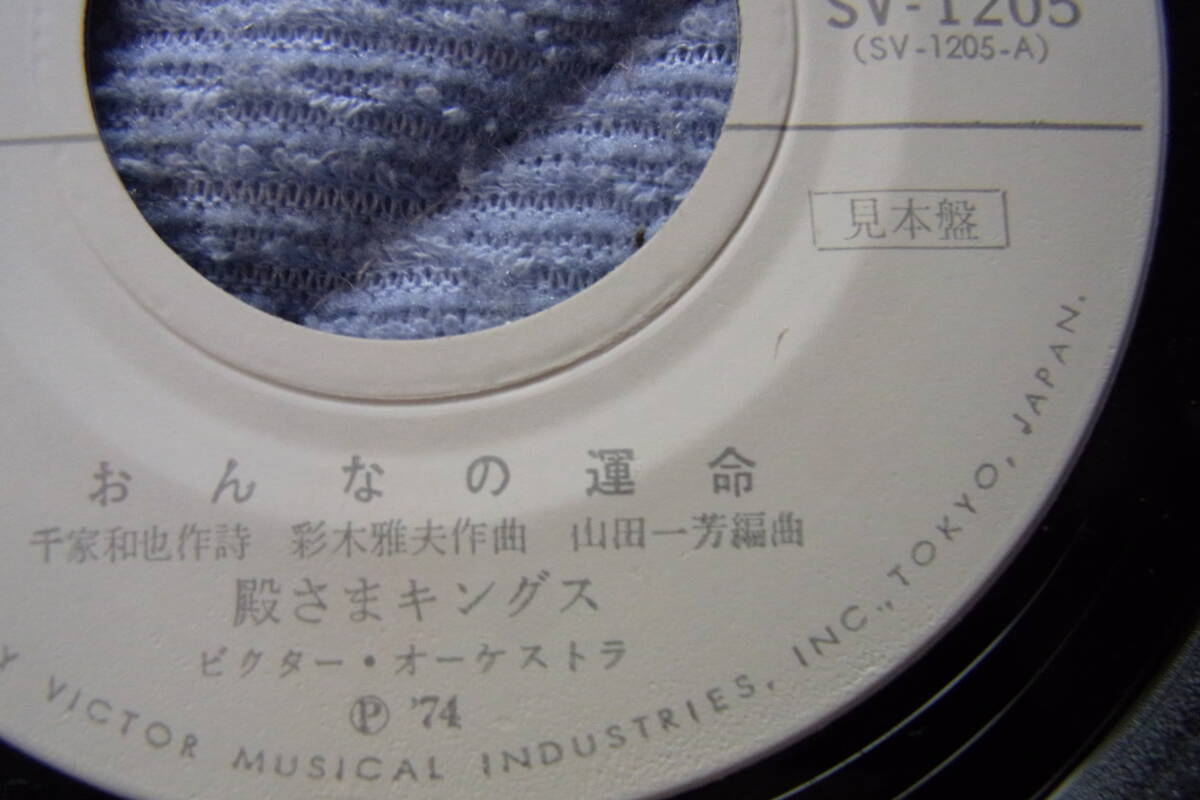 SV-1205
(SV-1205-A)
見本盤
おんなの運命
千家和也作詩 彩木雅夫作曲 山田一芳編曲
殿さまキングス
ビクター・オーケストラ
Ⓟ '74
VICTOR MUSICAL INDUSTRIES, INC., TOKYO, JAPAN.